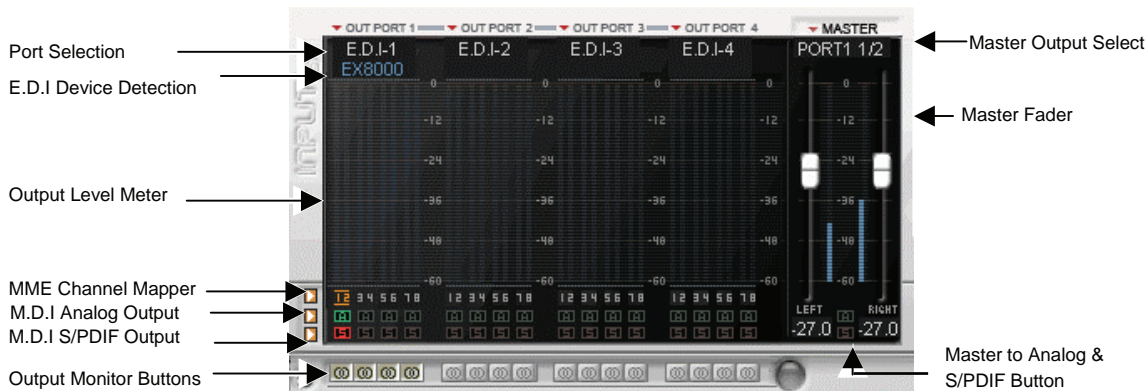 OUT PORT 1 OUT PORT 2 OUT PORT 3 OUT PORT 4 MASTER
Port Selection E.D.I-1 E.D.I-2 E.D.I-3 E.D.I-4 PORT1 1/2 Master Output Select
E.D.I Device Detection EX8000
0 0 0 0 0
INPUT
-12 -12 -12 -12 -12 Master Fader
-24 -24 -24 -24 -24
Output Level Meter -36 -36 -36 -36 -36
-48 -48 -48 -48 -48
-60 -60 -60 -60 -60
MME Channel Mapper 12 34 56 78 12 34 56 78 12 34 56 78 12 34 56 78
M.D.I Analog Output A A A A A A A A A A A A A A A A LEFT A RIGHT
M.D.I S/PDIF Output S S S S S S S S S S S S S S S S -27.0 S -27.0
Output Monitor Buttons
Master to Analog &
S/PDIF Button